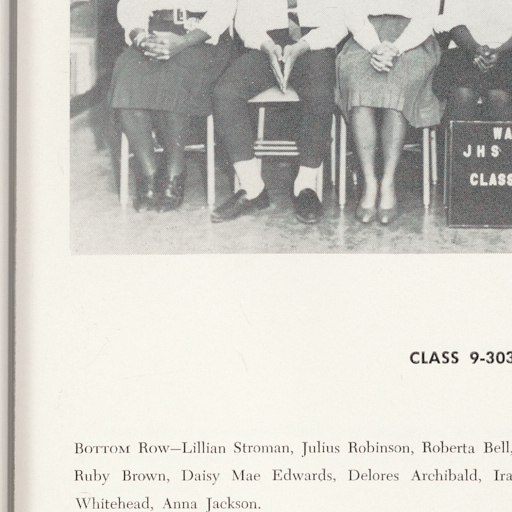 WA
JHS
CLASS
CLASS 9-303
BOTTOM ROW—Lillian Stroman, Julius Robinson, Roberta Bell,
Ruby Brown, Daisy Mae Edwards, Delores Archibald, Ira
Whitehead, Anna Jackson.